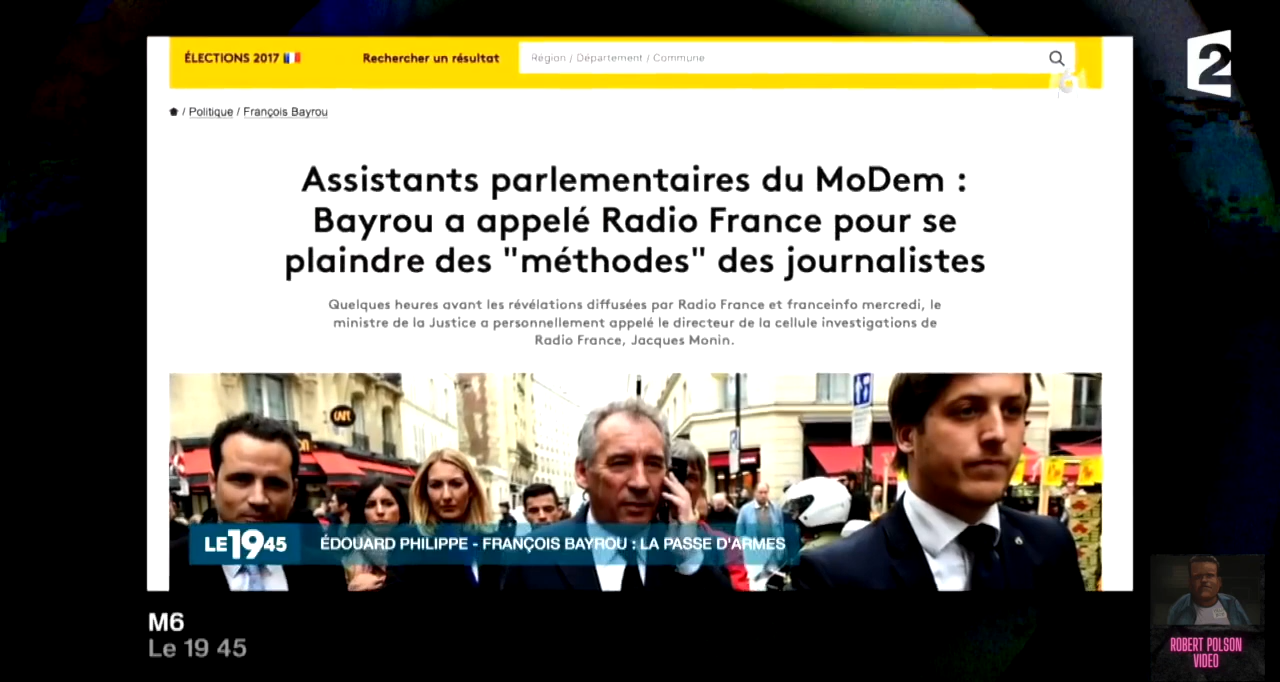 ÉLECTIONS 2017
Rechercher un résultat
Région / Département / Commune
2
/ Politique / François Bayrou
Assistants parlementaires du MoDem :
Bayrou a appelé Radio France pour se
plaindre des "méthodes" des journalistes
Quelques heures avant les révélations diffusées par Radio France et franceinfo mercredi, le
ministre de la Justice a personnellement appelé le directeur de la cellule investigations de
Radio France, Jacques Monin.
CAFÉ
LE 19 45
ÉDOUARD PHILIPPE - FRANÇOIS BAYROU : LA PASSE D'ARMES
M6
Le 19 45
ROBERT POLSON
VIDEO